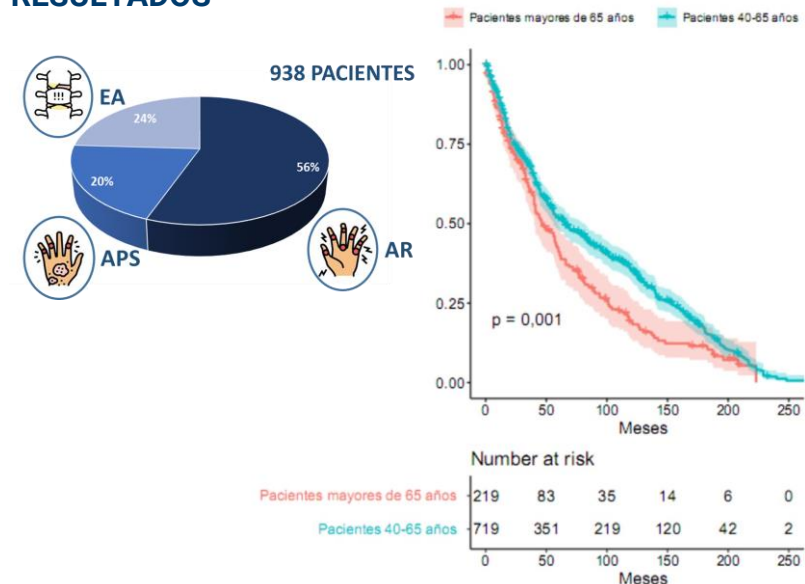 RESULTADOS
938 PACIENTES
EA
24%
20%
56%
APS
AR
Pacientes mayores de 65 años
Pacientes 40-65 años
1.00
0.75
0.50
0.25
0.00
p = 0,001
0 50 100 150 200 250
Meses
Number at risk
Pacientes mayores de 65 años 219 83 35 14 6 0
Pacientes 40-65 años 719 351 219 120 42 2
0 50 100 150 200 250
Meses